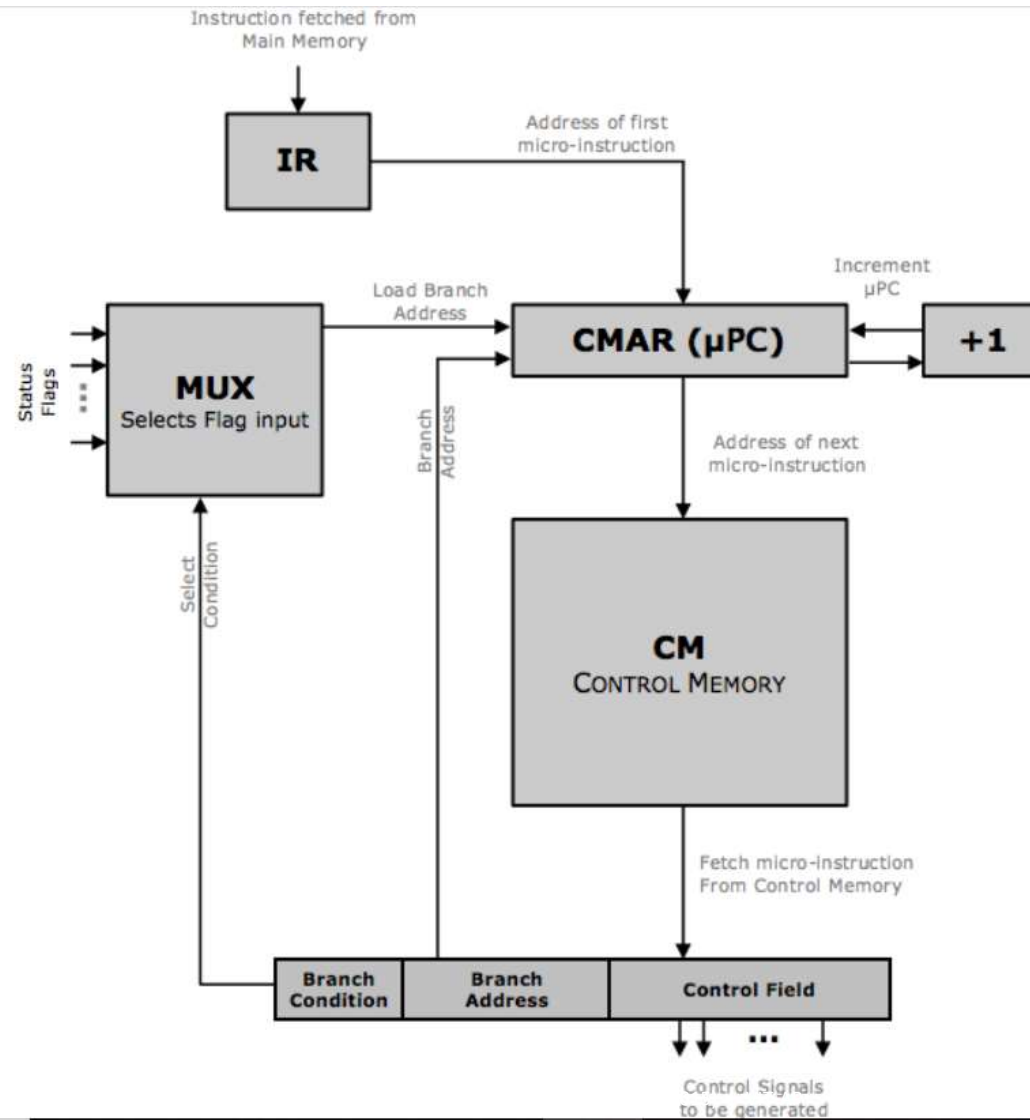 Instruction fetched from
Main Memory
IR
Address of first
micro-instruction
Increment
µPC
Load Branch
Address
CMAR (µPC)
+1
Status
Flags
MUX
Selects Flag input
Branch
Address
Address of next
micro-instruction
Select
Condition
CM
CONTROL MEMORY
Fetch micro-instruction
From Control Memory
Branch
Condition
Branch
Address
Control Field
...
Control Signals
to be generated